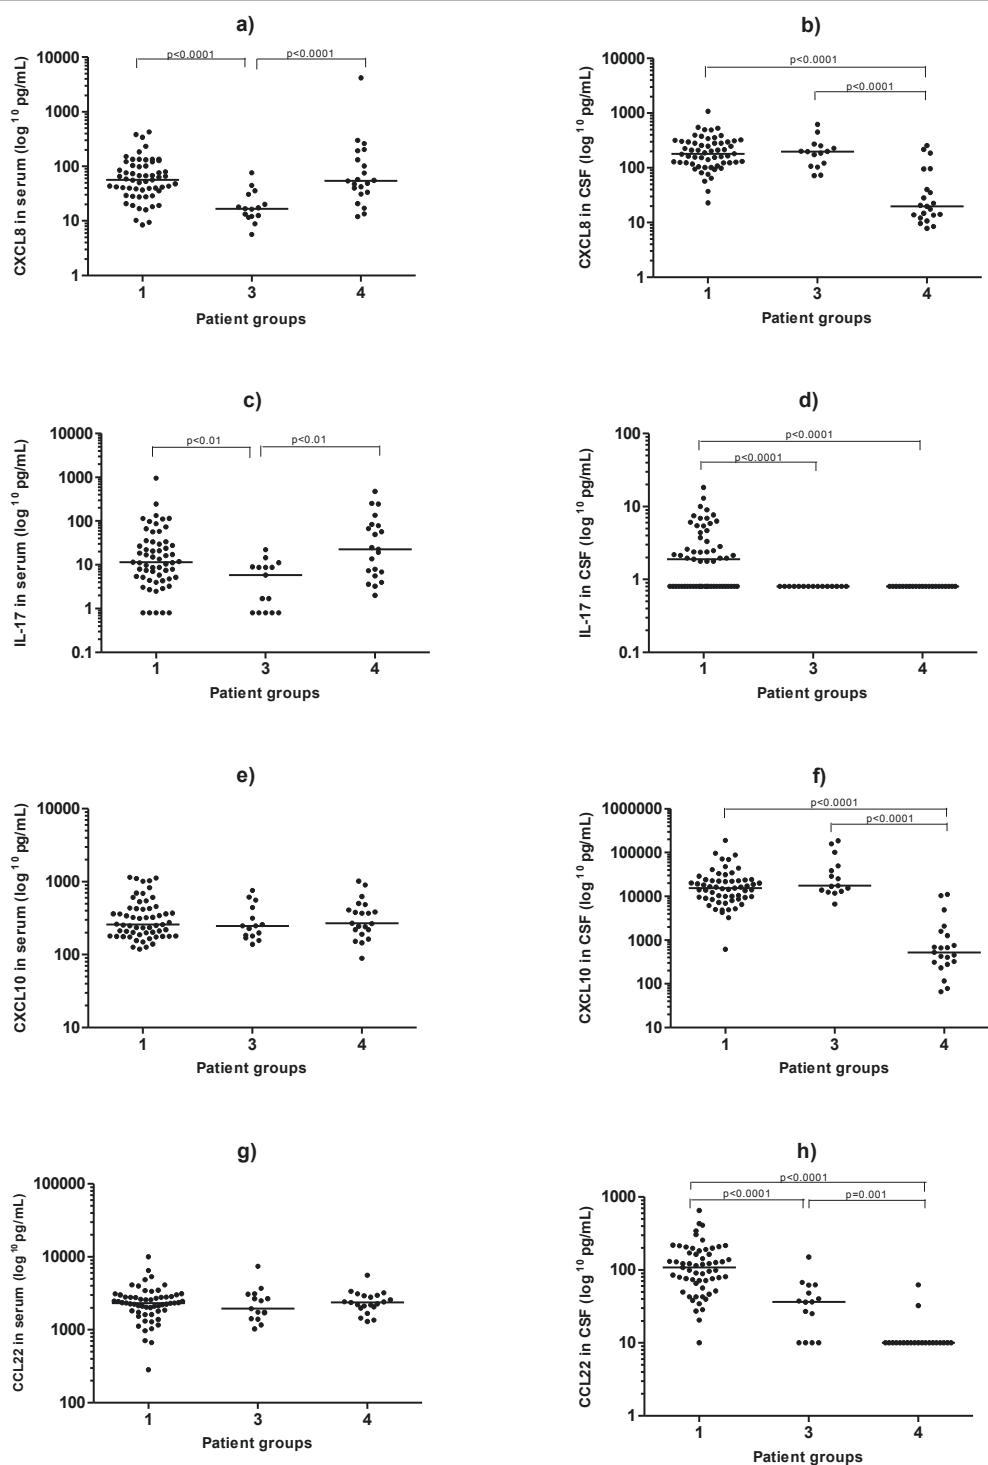 a)
p<0.0001
p<0.0001
CXCL8 in serum (log 10 pg/mL)
10000
1000
100
10
1
1
3
4
Patient groups
b)
p<0.0001
p<0.0001
CXCL8 in CSF (log 10 pg/mL)
10000
1000
100
10
1
1
3
4
Patient groups
c)
p<0.01
p<0.01
IL-17 in serum (log 10 pg/mL)
10000
1000
100
10
1
0.1
1
3
4
Patient groups
d)
p<0.0001
p<0.0001
IL-17 in CSF (log 10 pg/mL)
100
10
1
0.1
1
3
4
Patient groups
e)
CXCL10 in serum (log 10 pg/mL)
10000
1000
100
10
1
3
4
Patient groups
f)
p<0.0001
p<0.0001
CXCL10 in CSF (log 10 pg/mL)
1000000
100000
10000
1000
100
10
1
3
4
Patient groups
g)
CCL22 in serum (log 10 pg/mL)
100000
10000
1000
100
1
3
4
Patient groups
h)
p<0.0001
p<0.0001
p=0.001
CCL22 in CSF (log 10 pg/mL)
1000
100
10
1
1
3
4
Patient groups